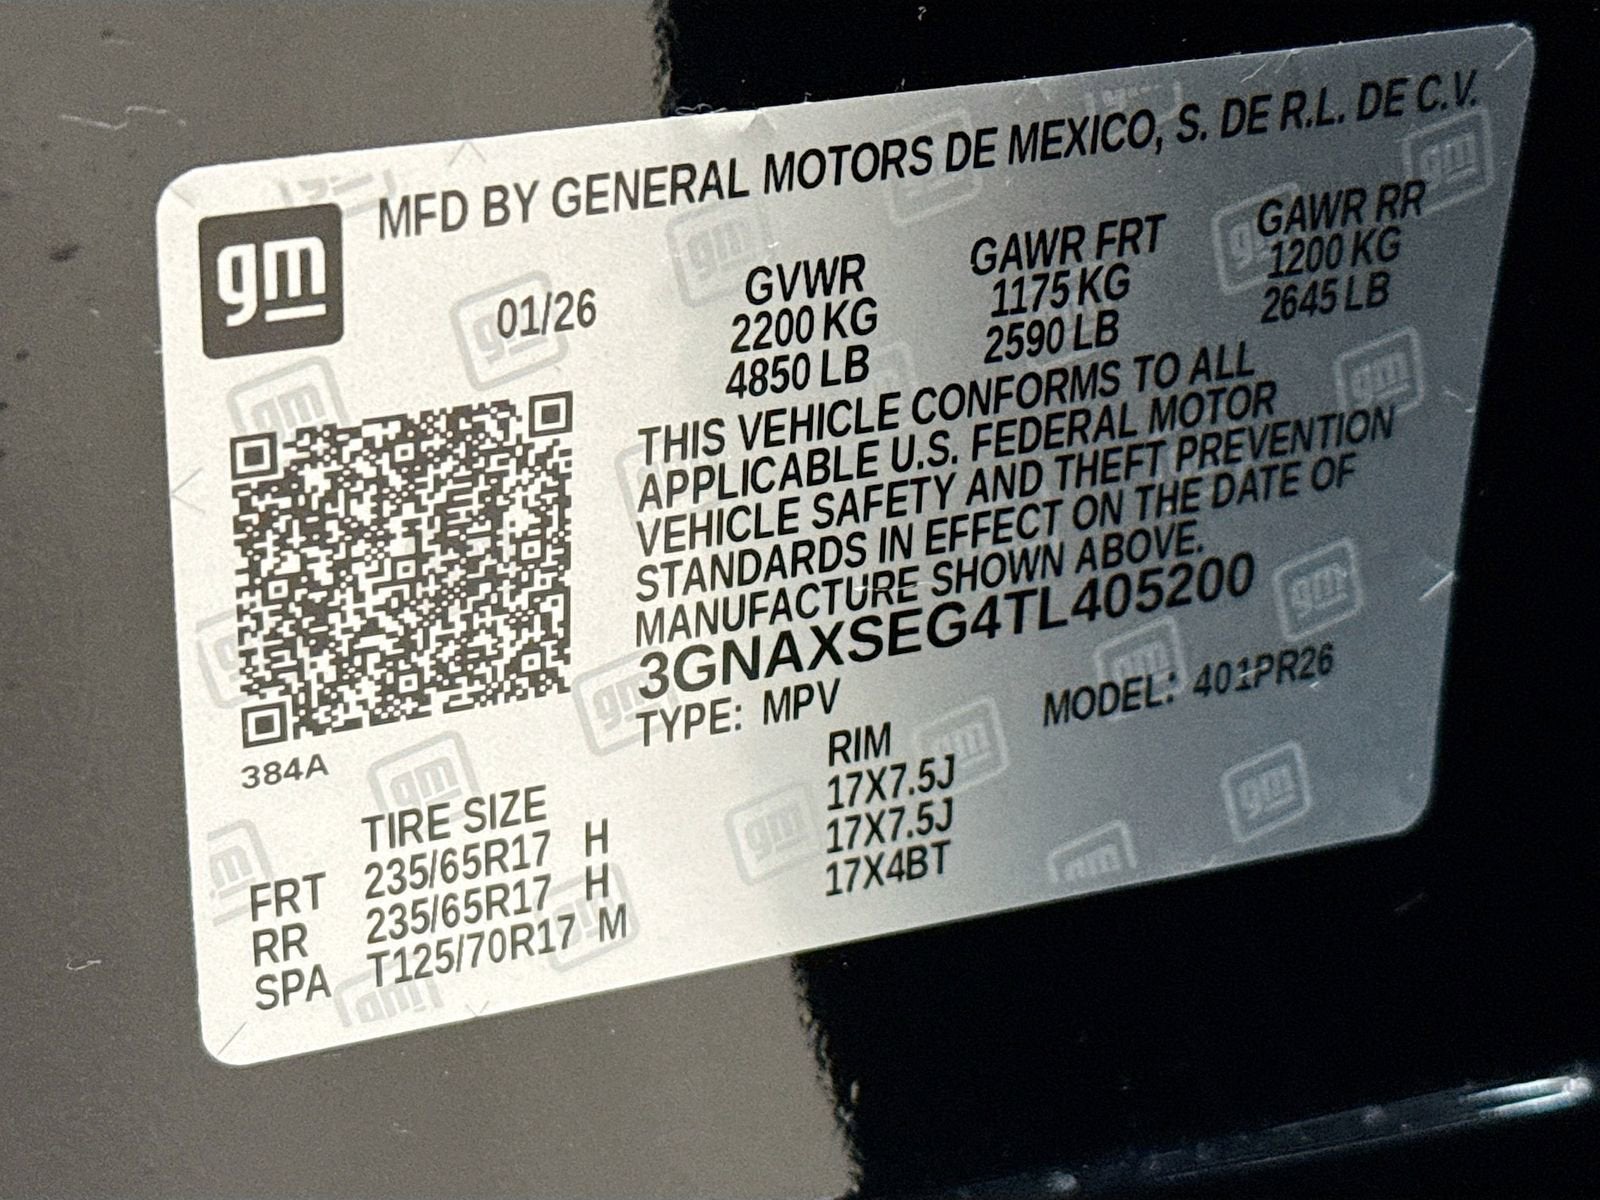 gm
MFD BY GENERAL MOTORS DE MEXICO, S. DE R.L. DE C.V.
01/26
GVWR
2200 KG
4850 LB
GAWR FRT
1175 KG
2590 LB
GAWR RR
1200 KG
2645 LB
THIS VEHICLE CONFORMS TO ALL
APPLICABLE U.S. FEDERAL MOTOR
VEHICLE SAFETY AND THEFT PREVENTION
STANDARDS IN EFFECT ON THE DATE OF
MANUFACTURE SHOWN ABOVE.
3GNAXSEG4TL405200
TYPE: MPV MODEL: 401PR26
384A
TIRE SIZE RIM
FRT 235/65R17 H 17X7.5J
RR 235/65R17 H 17X7.5J
SPA T125/70R17 M 17X4BT